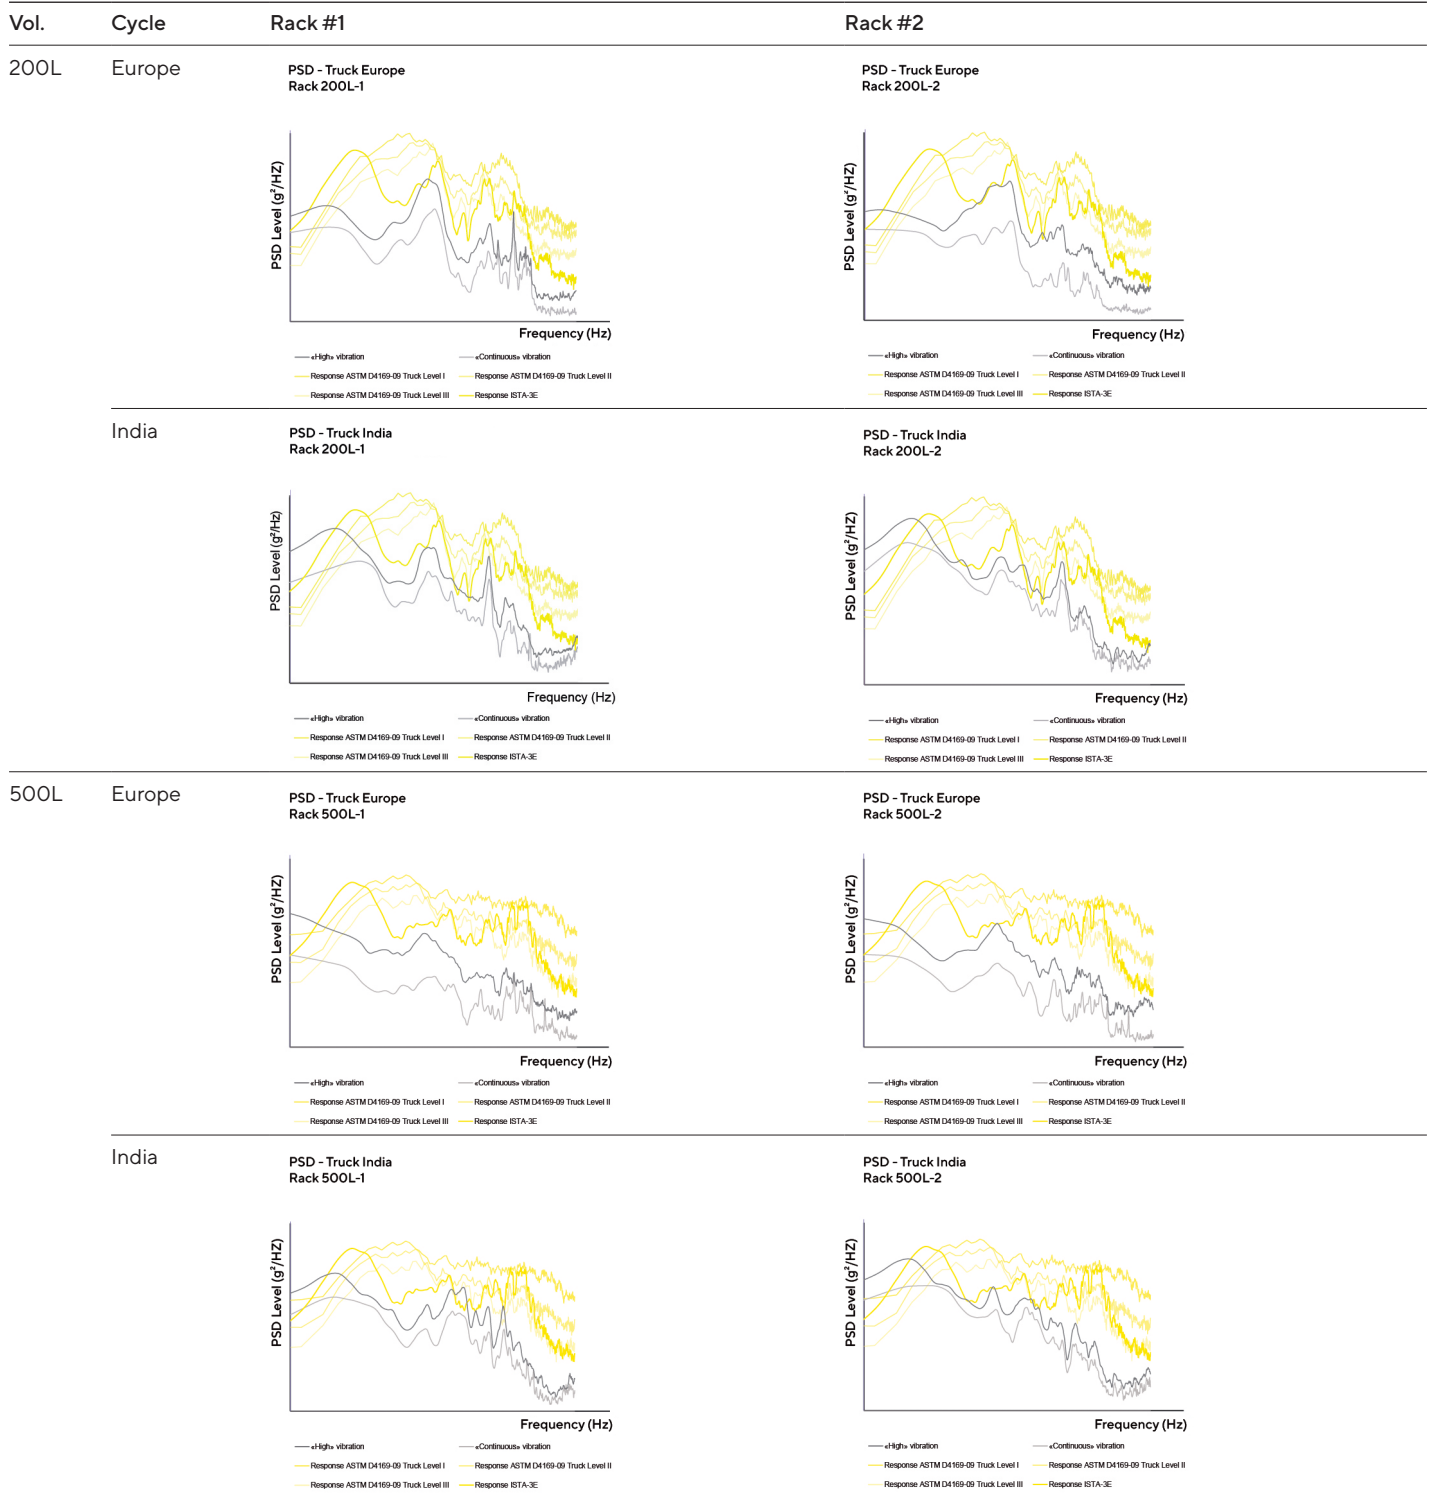 Vol. Cycle Rack #1 Rack #2
200L Europe
PSD - Truck Europe
Rack 200L-1
PSD Level (g²/HZ)
Frequency (Hz)
«High» vibration «Continuous» vibration
Response ASTM D4169-09 Truck Level I Response ASTM D4169-09 Truck Level II
Response ASTM D4169-09 Truck Level III Response ISTA-3E
PSD - Truck Europe
Rack 200L-2
PSD Level (g²/HZ)
Frequency (Hz)
«High» vibration «Continuous» vibration
Response ASTM D4169-09 Truck Level I Response ASTM D4169-09 Truck Level II
Response ASTM D4169-09 Truck Level III Response ISTA-3E
India
PSD - Truck India
Rack 200L-1
PSD Level (g²/Hz)
Frequency (Hz)
«High» vibration «Continuous» vibration
Response ASTM D4169-09 Truck Level I Response ASTM D4169-09 Truck Level II
Response ASTM D4169-09 Truck Level III Response ISTA-3E
PSD - Truck India
Rack 200L-2
PSD Level (g²/HZ)
Frequency (Hz)
«High» vibration «Continuous» vibration
Response ASTM D4169-09 Truck Level I Response ASTM D4169-09 Truck Level II
Response ASTM D4169-09 Truck Level III Response ISTA-3E
500L Europe
PSD - Truck Europe
Rack 500L-1
PSD Level (g²/HZ)
Frequency (Hz)
«High» vibration «Continuous» vibration
Response ASTM D4169-09 Truck Level I Response ASTM D4169-09 Truck Level II
Response ASTM D4169-09 Truck Level III Response ISTA-3E
PSD - Truck Europe
Rack 500L-2
PSD Level (g²/HZ)
Frequency (Hz)
«High» vibration «Continuous» vibration
Response ASTM D4169-09 Truck Level I Response ASTM D4169-09 Truck Level II
Response ASTM D4169-09 Truck Level III Response ISTA-3E
India
PSD - Truck India
Rack 500L-1
PSD Level (g²/HZ)
Frequency (Hz)
«High» vibration «Continuous» vibration
Response ASTM D4169-09 Truck Level I Response ASTM D4169-09 Truck Level II
Response ASTM D4169-09 Truck Level III Response ISTA-3E
PSD - Truck India
Rack 500L-2
PSD Level (g²/HZ)
Frequency (Hz)
«High» vibration «Continuous» vibration
Response ASTM D4169-09 Truck Level I Response ASTM D4169-09 Truck Level II
Response ASTM D4169-09 Truck Level III Response ISTA-3E